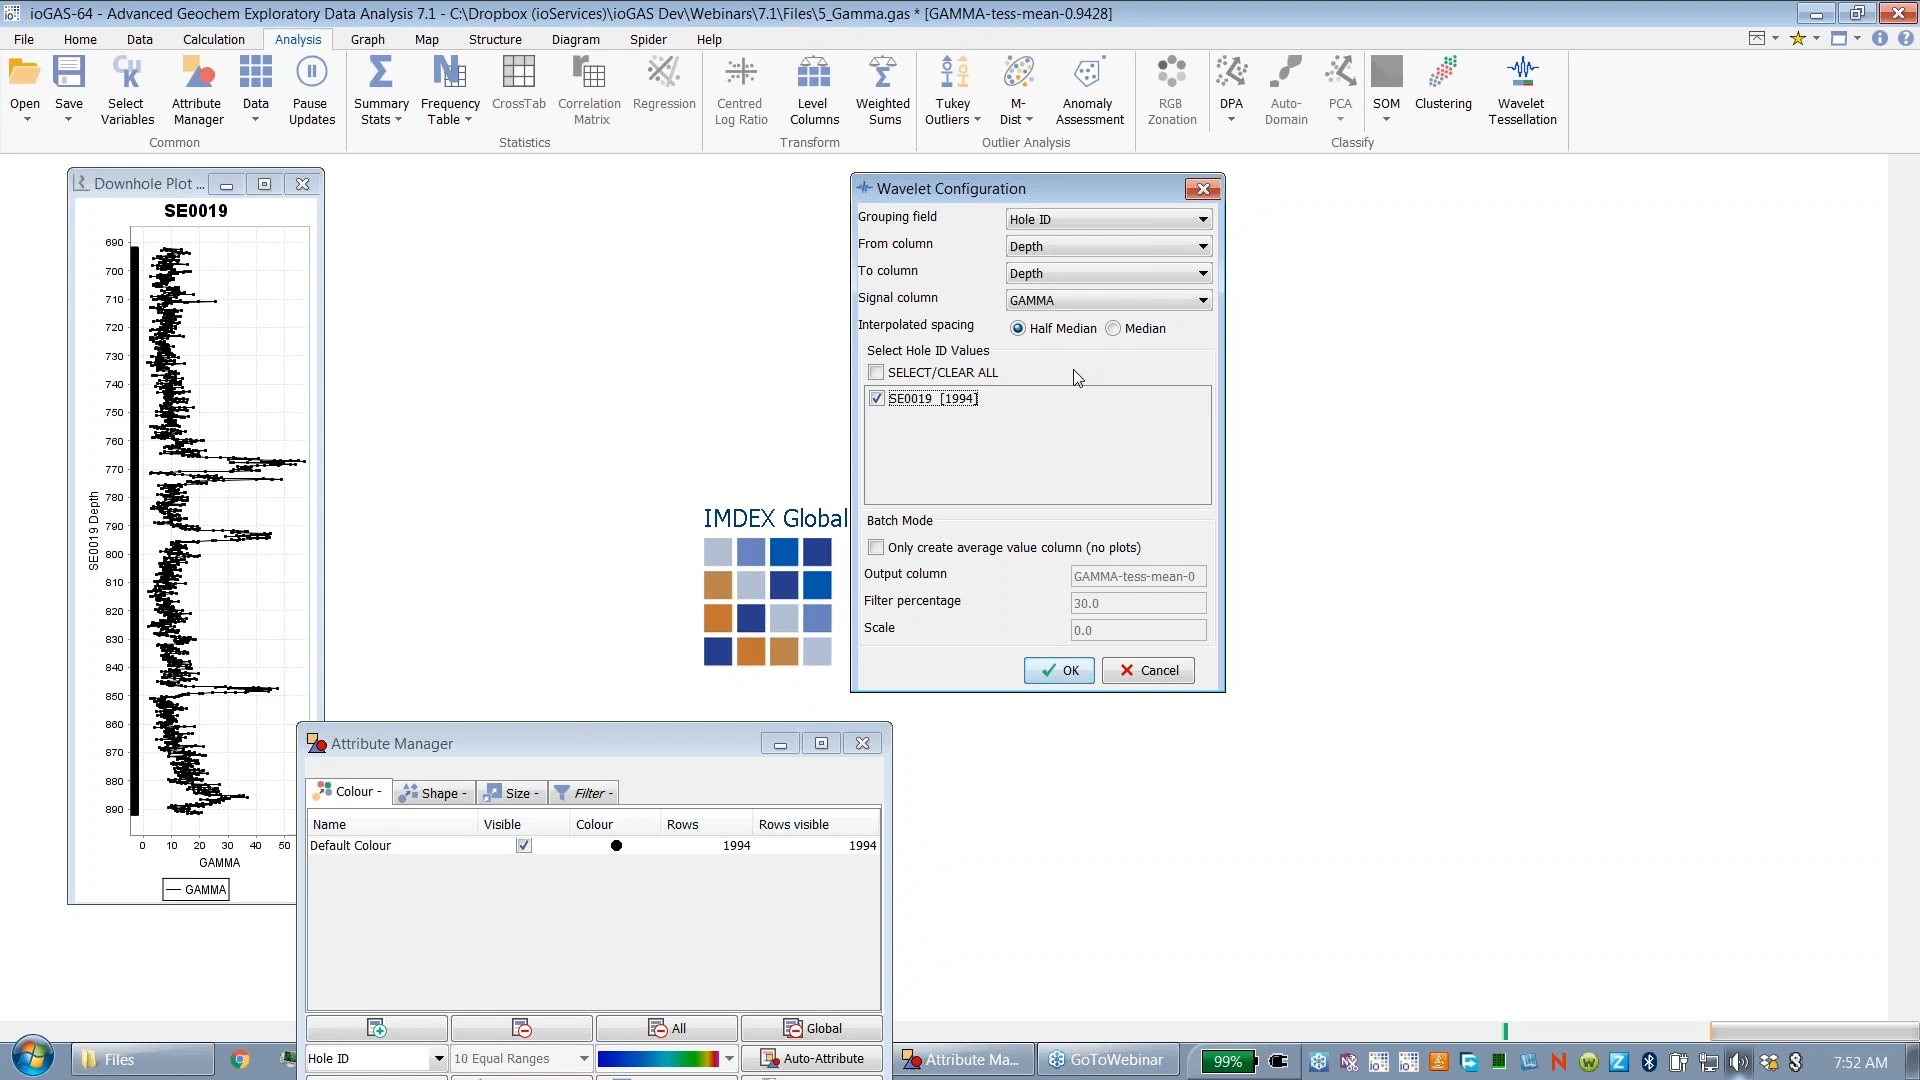 ioGAS-64 - Advanced Geochem Exploratory Data Analysis 7.1 - C:\Dropbox (ioServices)\ioGAS Dev\Webinars\7.1\Files\5_Gamma.gas * [GAMMA-tess-mean-0.9428]
File Home Data Calculation Analysis Graph Map Structure Diagram Spider Help
Open Save Select Variables Attribute Manager Data Pause Updates
Common
Summary Stats Frequency Table CrossTab Correlation Matrix Regression
Statistics
Centred Log Ratio Level Columns Weighted Sums
Transform
Tukey Outliers M-Dist Anomaly Assessment
Outlier Analysis
RGB Zonation DPA Auto-Domain PCA SOM Clustering Wavelet Tessellation
Classify
Downhole Plot ...
SE0019
690
700
710
720
730
740
750
760
770
780
790
800
810
820
830
840
850
860
870
880
890
SE0019 Depth
0 10 20 30 40 50
GAMMA
GAMMA
IMDEX Global
Wavelet Configuration
Grouping field Hole ID
From column Depth
To column Depth
Signal column GAMMA
Interpolated spacing Half Median Median
Select Hole ID Values
SELECT/CLEAR ALL
SE0019 [1994]
Batch Mode
Only create average value column (no plots)
Output column GAMMA-tess-mean-0
Filter percentage 30.0
Scale 0.0
OK Cancel
Attribute Manager
Colour - Shape - Size - Filter -
Name Visible Colour Rows Rows visible
Default Colour 1994 1994
All Global
Hole ID 10 Equal Ranges Auto-Attribute
Files Attribute Ma... GoToWebinar 99% 7:52 AM